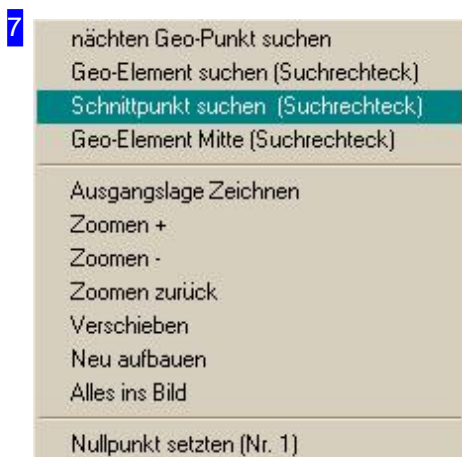 7
nächten Geo-Punkt suchen
Geo-Element suchen (Suchrechteck)
Schnittpunkt suchen (Suchrechteck)
Geo-Element Mitte (Suchrechteck)
Ausgangslage Zeichnen
Zoomen +
Zoomen -
Zoomen zurück
Verschieben
Neu aufbauen
Alles ins Bild
Nullpunkt setzten (Nr. 1)